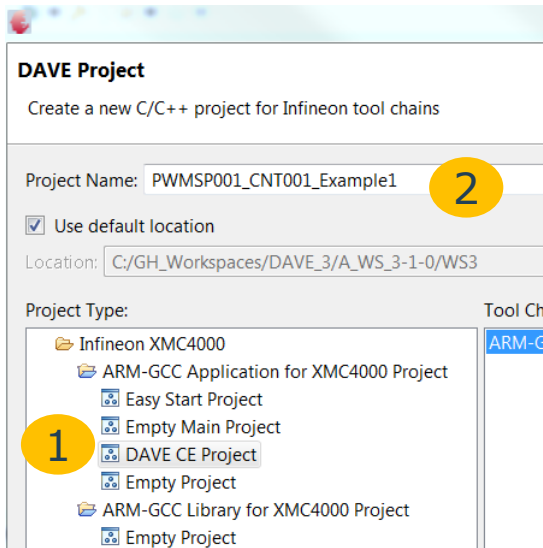 DAVE Project
Create a new C/C++ project for Infineon tool chains
Project Name: PWMSP001_CNT001_Example1
2
Use default location
Location: C:/GH_Workspaces/DAVE_3/A_WS_3-1-0/WS3
Project Type:
Tool Ch
Infineon XMC4000
ARM-G
ARM-GCC Application for XMC4000 Project
Easy Start Project
Empty Main Project
1
DAVE CE Project
Empty Project
ARM-GCC Library for XMC4000 Project
Empty Project